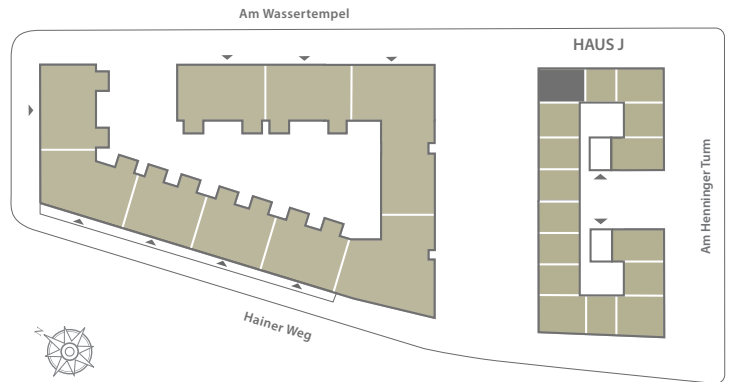 Am Wassertempel
HAUS J
Am Henninger Turm
Hainer Weg
N